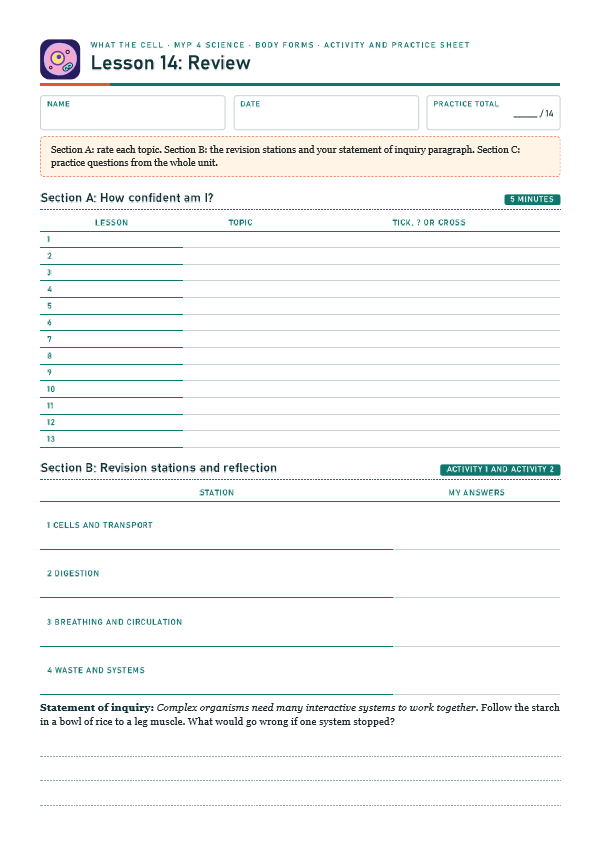 WHAT THE CELL · MYP 4 SCIENCE · BODY FORMS · ACTIVITY AND PRACTICE SHEET
Lesson 14: Review
NAME
DATE
PRACTICE TOTAL
_____ / 14
Section A: rate each topic. Section B: the revision stations and your statement of inquiry paragraph. Section C:
practice questions from the whole unit.
Section A: How confident am I?
5 MINUTES
LESSON TOPIC TICK, ? OR CROSS
1
2
3
4
5
6
7
8
9
10
11
12
13
Section B: Revision stations and reflection
ACTIVITY 1 AND ACTIVITY 2
STATION MY ANSWERS
1 CELLS AND TRANSPORT
2 DIGESTION
3 BREATHING AND CIRCULATION
4 WASTE AND SYSTEMS
Statement of inquiry: Complex organisms need many interactive systems to work together. Follow the starch
in a bowl of rice to a leg muscle. What would go wrong if one system stopped?